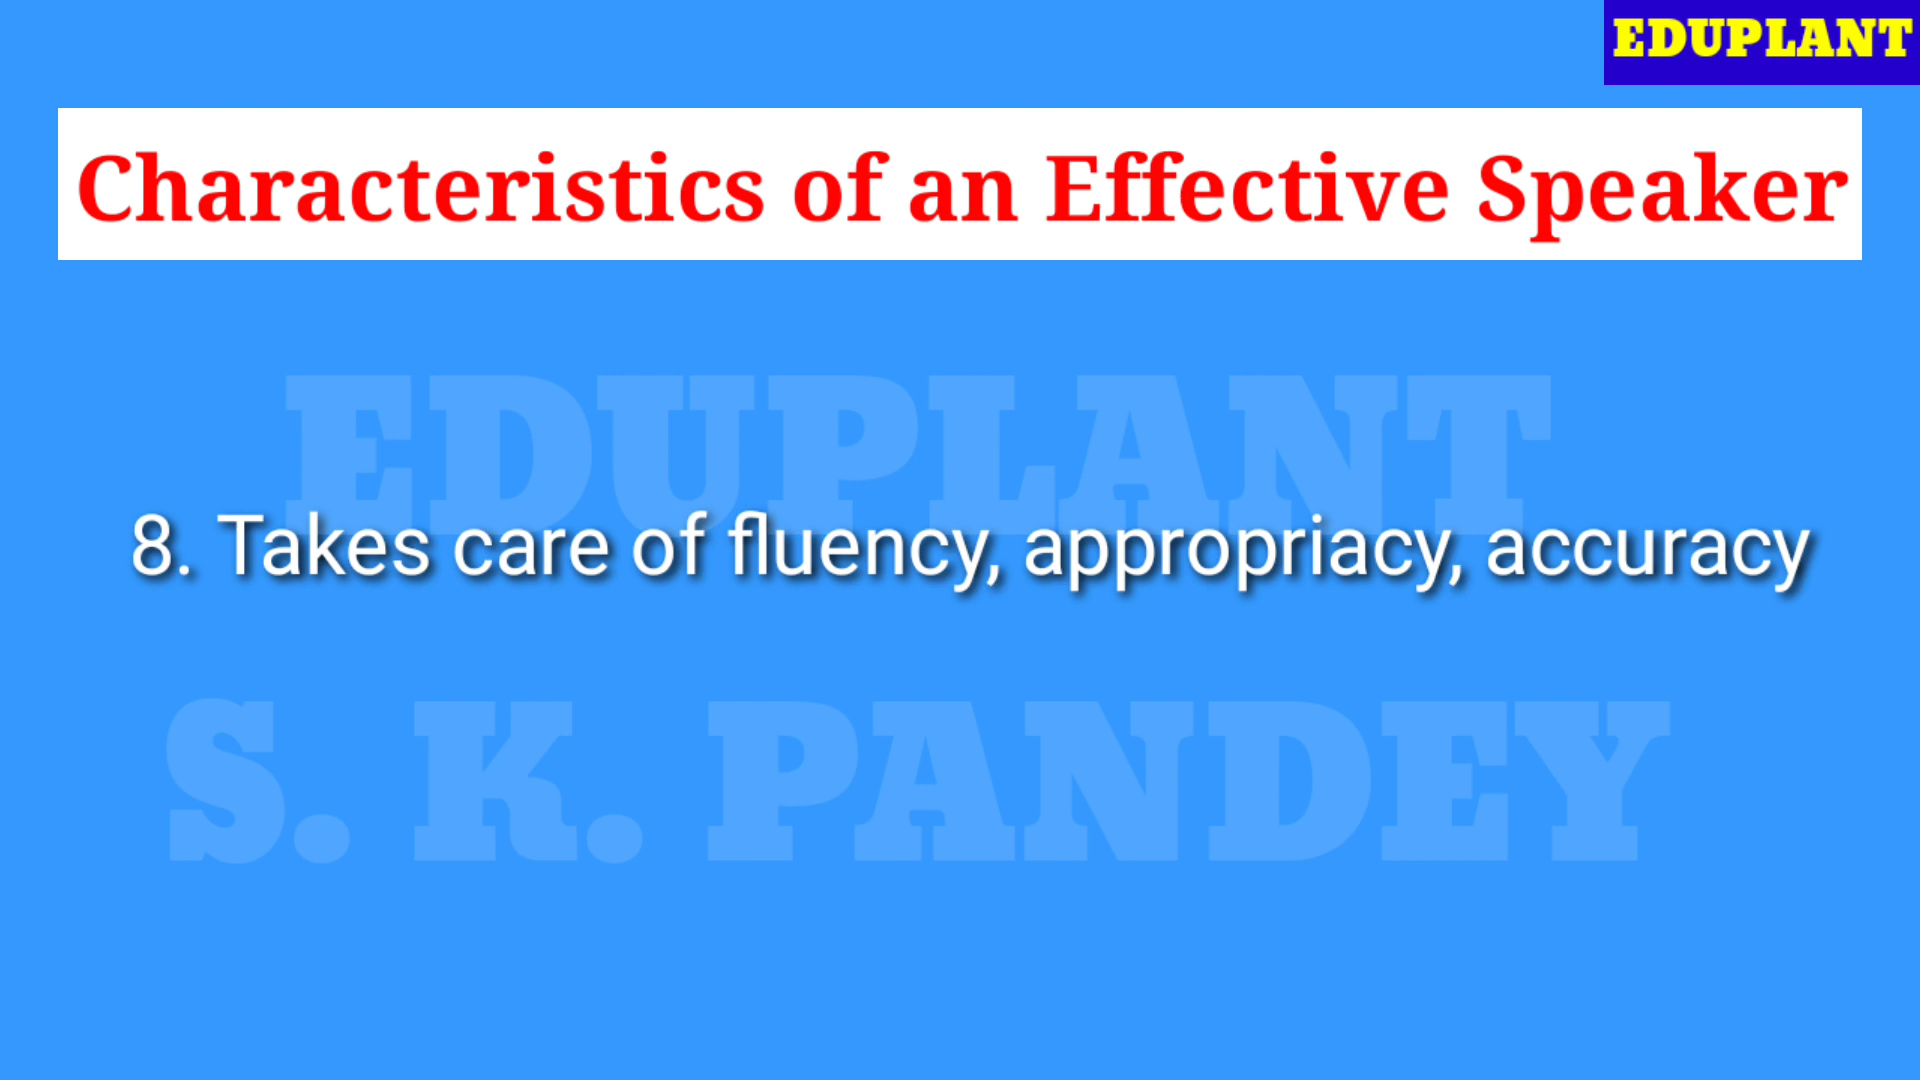 EDUPLANT
Characteristics of an Effective Speaker
EDUPLANT
8. Takes care of fluency, appropriacy, accuracy
S. K. PANDEY